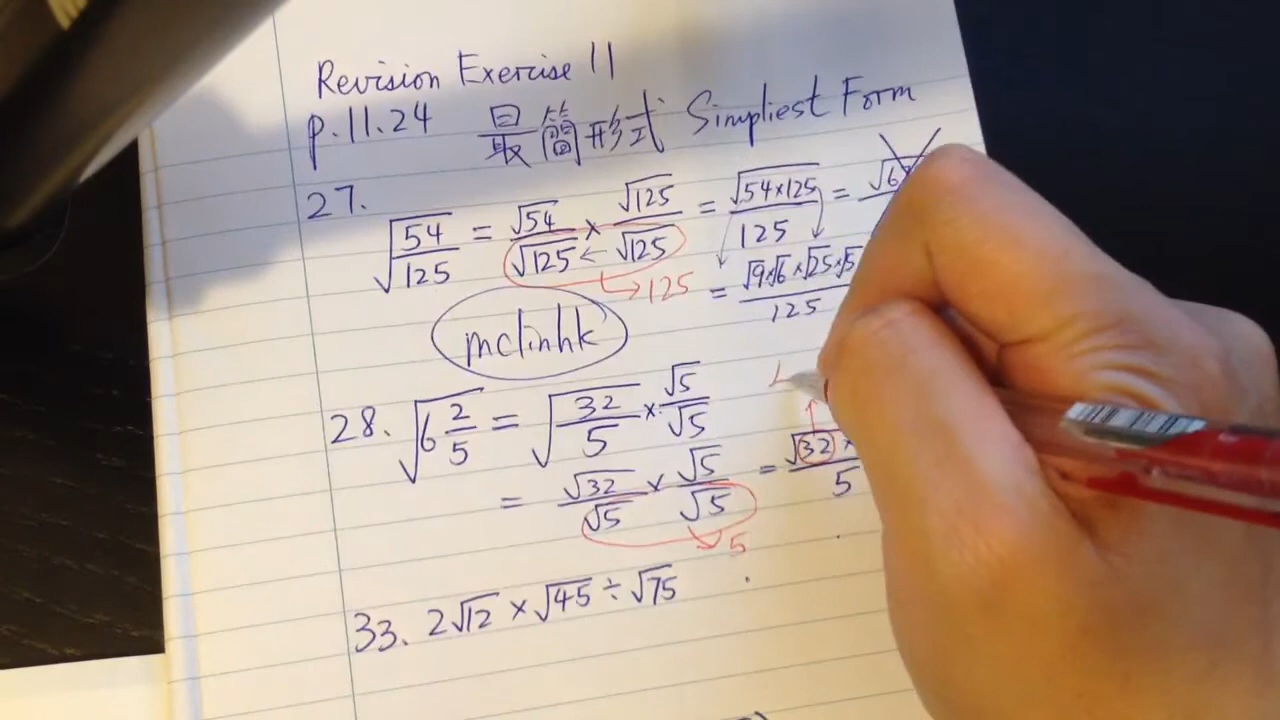 Revision Exercise 11
p.11.24 最簡形式 Simpliest Form
27.
√(54/125) = √54/√125 × √125/√125 = √(54×125)/125 =
125
= √9×√6×√25×√5/125
mclinhk
28. √(6 2/5) = √(32/5) × √5/√5
= √32/√5 × √5/√5 = √32 ×/5
5
33. 2√12 × √45 ÷ √75